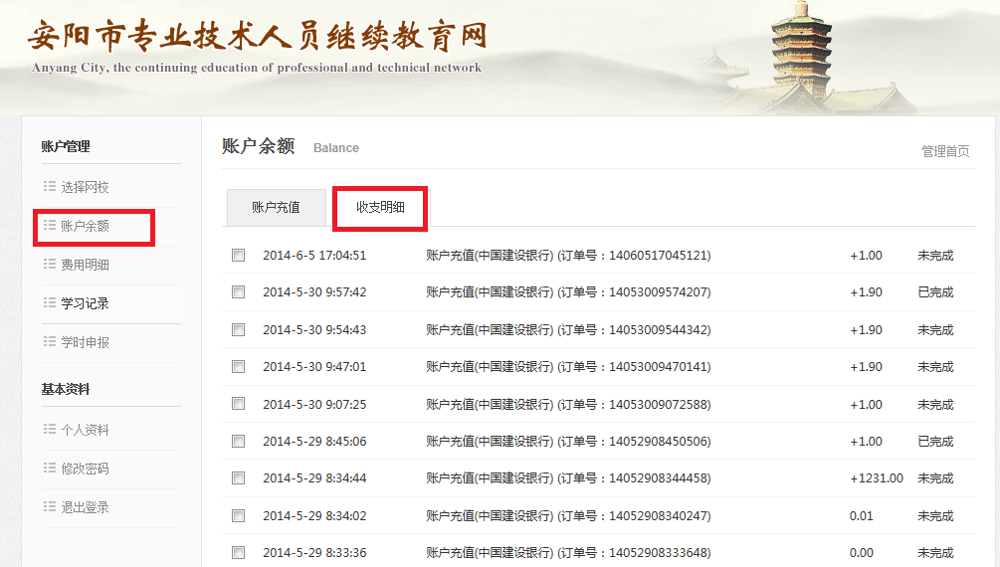 安阳市专业技术人员继续教育网
Anyang City, the continuing education of professional and technical network
账户管理
选择网校
账户余额
费用明细
学习记录
学时申报
基本资料
个人资料
修改密码
退出登录
账户余额 Balance
管理首页
账户充值 收支明细
2014-6-5 17:04:51 账户充值(中国建设银行) (订单号：14060517045121) +1.00 未完成
2014-5-30 9:57:42 账户充值(中国建设银行) (订单号：14053009574207) +1.90 已完成
2014-5-30 9:54:43 账户充值(中国建设银行) (订单号：14053009544342) +1.90 未完成
2014-5-30 9:47:01 账户充值(中国建设银行) (订单号：14053009470141) +1.90 未完成
2014-5-30 9:07:25 账户充值(中国建设银行) (订单号：14053009072588) +1.00 未完成
2014-5-29 8:45:06 账户充值(中国建设银行) (订单号：14052908450506) +1.00 已完成
2014-5-29 8:34:44 账户充值(中国建设银行) (订单号：14052908344458) +1231.00 未完成
2014-5-29 8:34:02 账户充值(中国建设银行) (订单号：14052908340247) 0.01 未完成
2014-5-29 8:33:36 账户充值(中国建设银行) (订单号：14052908333648) 0.00 未完成